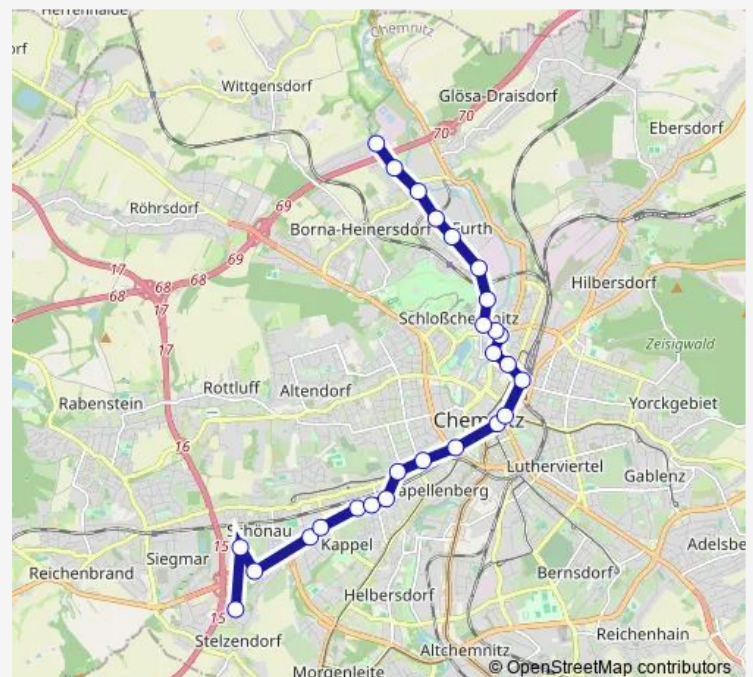 Herrenhaide
Chemnitz
orf
Wittgensdorf
Glösa-Draisdorf
70
70
Ebersdorf
69
Röhrsdorf
Borna-Heinersdorf
Furth
17
68
68
69
68
17
Hilbersdorf
Schloßchemnitz
Zeisigwald
17
Rottluff
Altendorf
Rabenstein
Yorckgebiet
Chemnitz
16
Lutherviertel
Gablenz
apellenberg
Schönau
15
Kappel
Adelsbe
Siegmar
Reichenbrand
Bernsdorf
Helbersdorf
15
Reichenhain
Stelzendorf
Altchemnitz
Morgenleite
© OpenStreetMap contributors